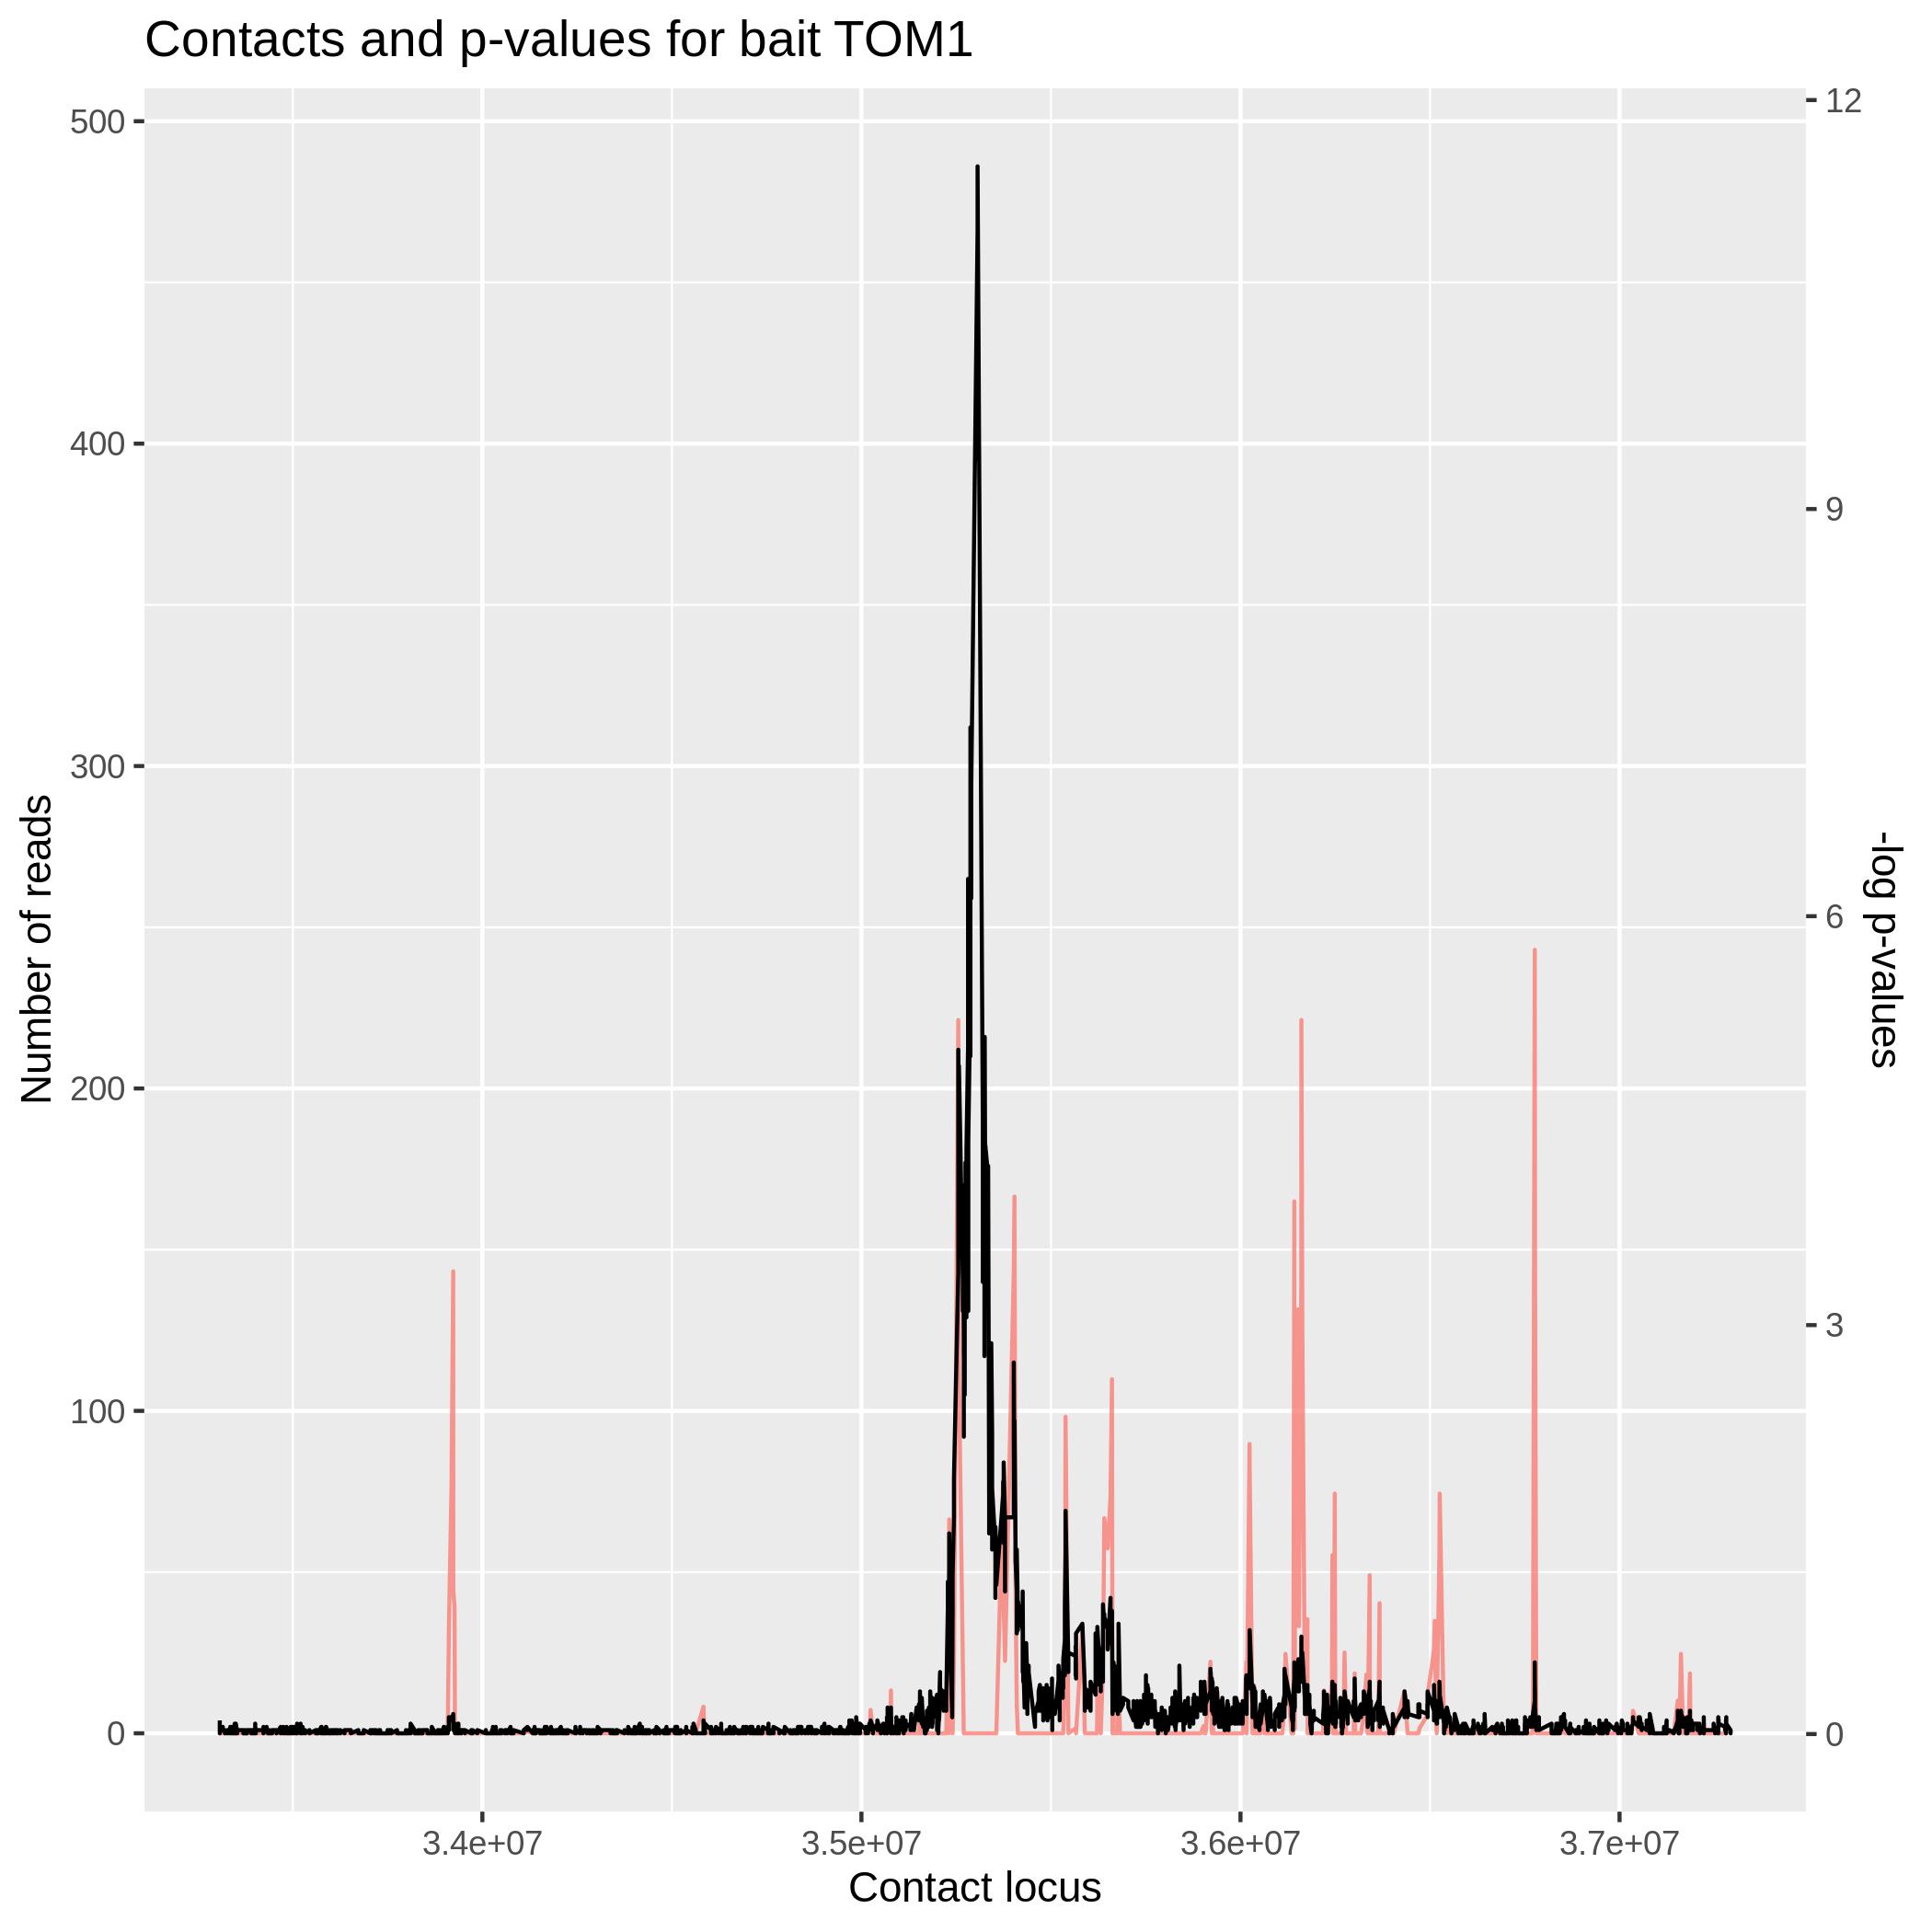 Contacts and p-values for bait TOM1
500
400
300
200
100
0
Number of reads
12
9
6
3
0
-log p-values
3.4e+07
3.5e+07
3.6e+07
3.7e+07
Contact locus